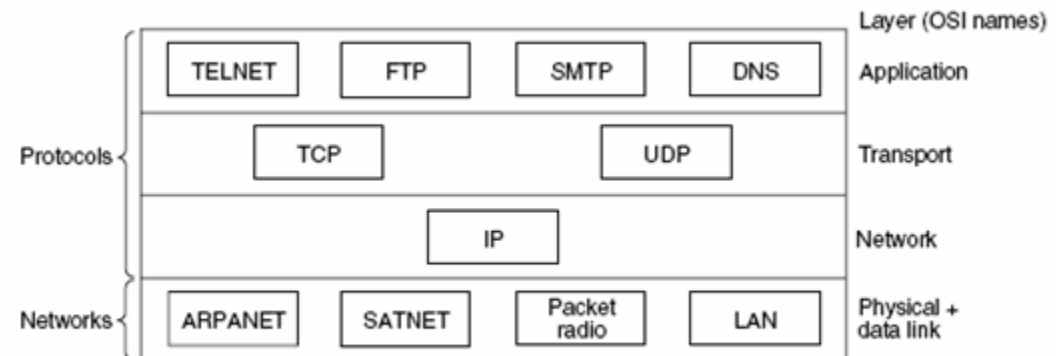 Layer (OSI names)
TELNET FTP SMTP DNS Application
Protocols TCP UDP Transport
IP Network
Networks ARPANET SATNET Packet radio LAN Physical + data link